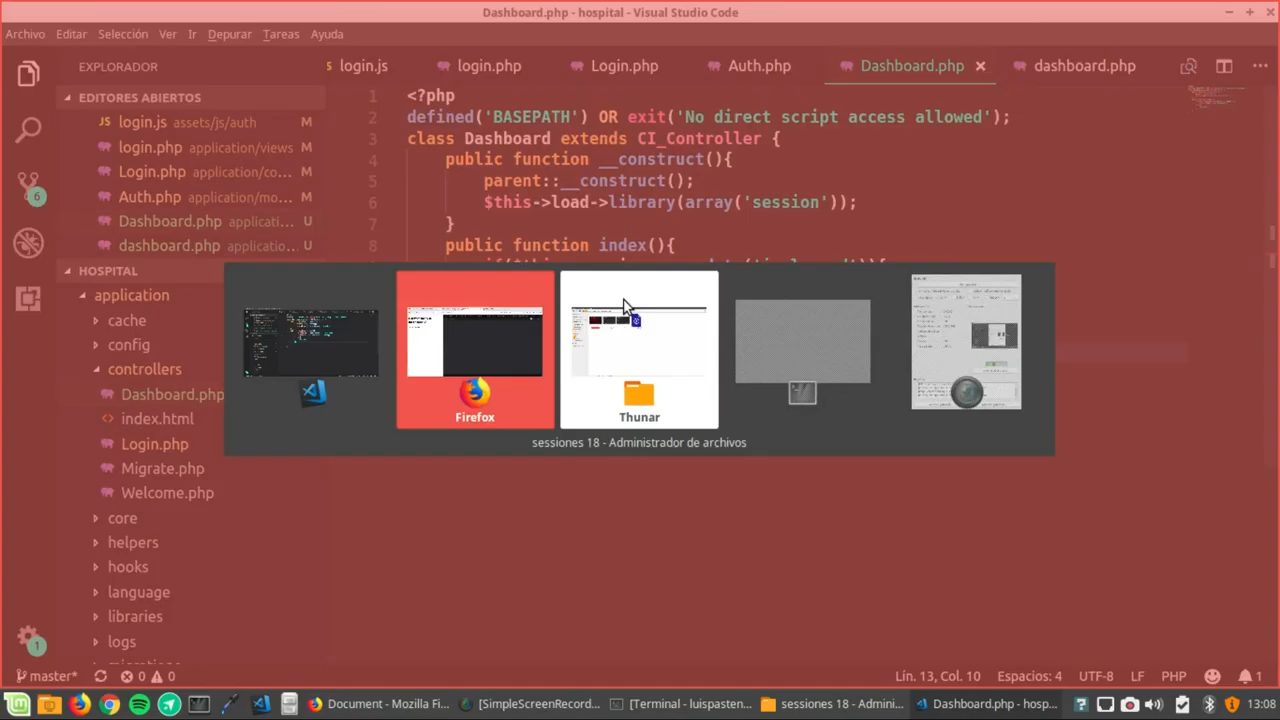 Dashboard.php - hospital - Visual Studio Code
Archivo Editar Selección Ver Ir Depurar Tareas Ayuda
EXPLORADOR
login.js login.php Login.php Auth.php Dashboard.php dashboard.php
EDITORES ABIERTOS
login.js assets/js/auth M
login.php application/views M
Login.php application/co... M
Auth.php application/mo... M
Dashboard.php applicati... U
dashboard.php applicatio... U
HOSPITAL
application
cache
config
controllers
Dashboard.php
index.html
Login.php
Migrate.php
Welcome.php
core
helpers
hooks
language
libraries
logs
1 <?php
2 defined('BASEPATH') OR exit('No direct script access allowed');
3 class Dashboard extends CI_Controller {
4 public function __construct(){
5 parent::__construct();
6 $this->load->library(array('session'));
7 }
8 public function index(){
Firefox
Thunar
sessiones 18 - Administrador de archivos
6
1
master* 0 0
Lín. 13, Col. 10 Espacios: 4 UTF-8 LF PHP 1
Document - Mozilla Fi... [SimpleScreenRecord... [Terminal - luispasten... sessiones 18 - Admini... Dashboard.php - hosp... 13:08